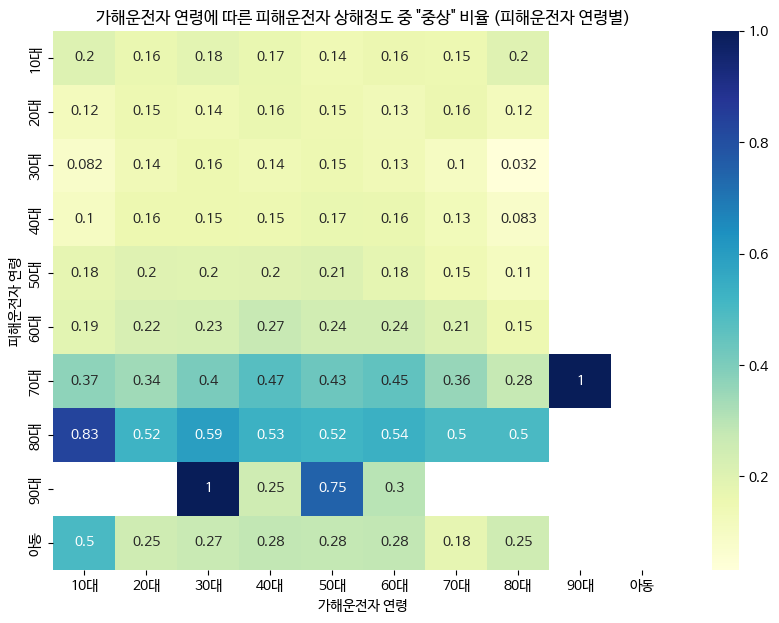 가해운전자 연령에 따른 피해운전자 상해정도 중 "중상" 비율 (피해운전자 연령별)
피해운전자 연령
10대 0.2 0.16 0.18 0.17 0.14 0.16 0.15 0.2
20대 0.12 0.15 0.14 0.16 0.15 0.13 0.16 0.12
30대 0.082 0.14 0.16 0.14 0.15 0.13 0.1 0.032
40대 0.1 0.16 0.15 0.15 0.17 0.16 0.13 0.083
50대 0.18 0.2 0.2 0.2 0.21 0.18 0.15 0.11
60대 0.19 0.22 0.23 0.27 0.24 0.24 0.21 0.15
70대 0.37 0.34 0.4 0.47 0.43 0.45 0.36 0.28 1
80대 0.83 0.52 0.59 0.53 0.52 0.54 0.5 0.5
90대 1 0.25 0.75 0.3
아동 0.5 0.25 0.27 0.28 0.28 0.28 0.18 0.25
10대 20대 30대 40대 50대 60대 70대 80대 90대 아동
가해운전자 연령
1.0
0.8
0.6
0.4
0.2